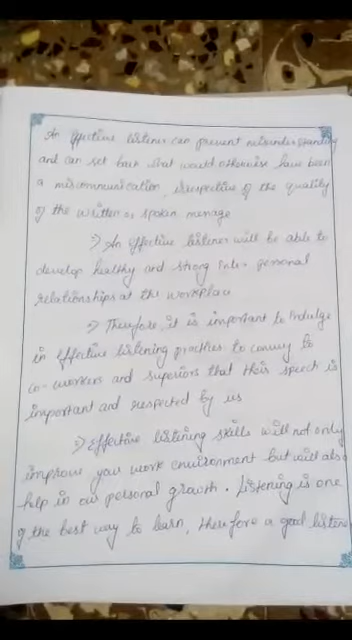 An effective listener can prevent misunderstanding
and can set back that would otherwise have been
a miscommunication, irrespective of the quality
of the written or spoken message
=> An effective listener will be able to
develop healthy and strong inter personal
relationships at the workplace
=> Therefore, it is important to indulge
in effective listening practises to convey to
co-workers and superiors that their speech is
important and respected by us
=> Effective listening skills will not only
improve you work environment but will also
help in our personal growth. Listening is one
of the best way to learn, therefore a good listener